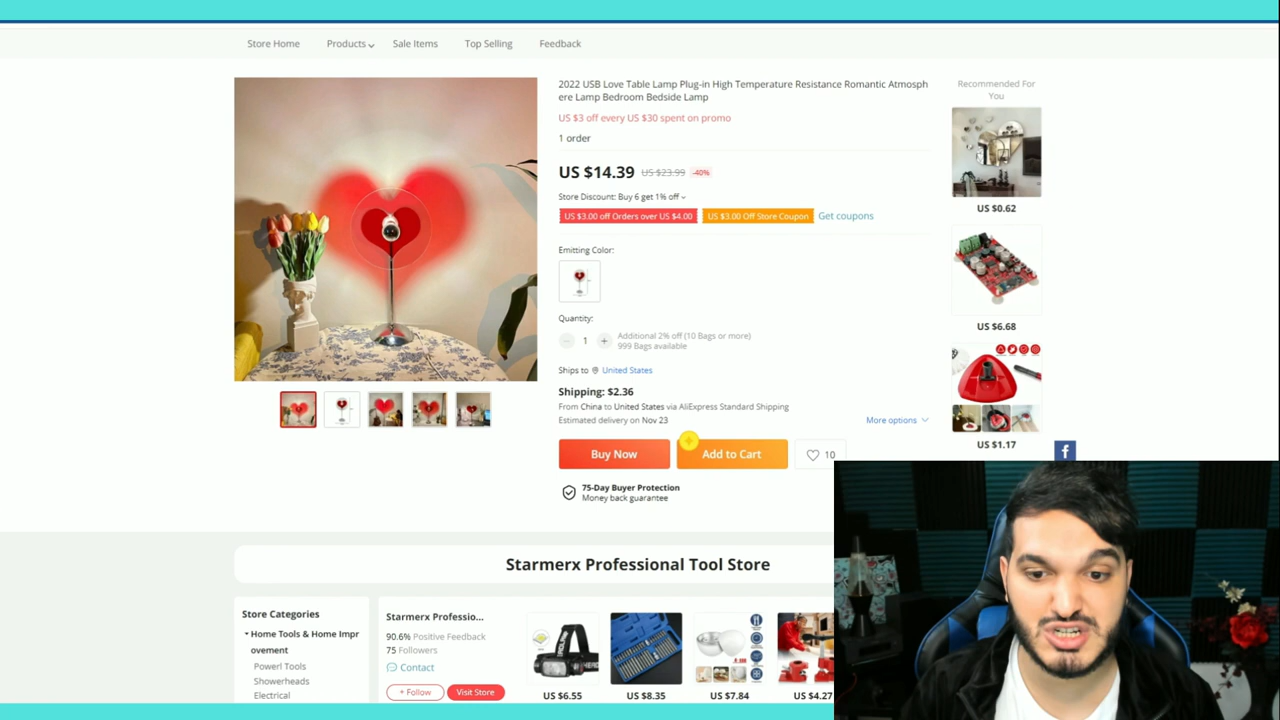 Store Home
Products
Sale Items
Top Selling
Feedback
2022 USB Love Table Lamp Plug-in High Temperature Resistance Romantic Atmosph
ere Lamp Bedroom Bedside Lamp
US $3 off every US $30 spent on promo
1 order
US $14.39 US $23.99 -40%
Store Discount: Buy 6 get 1% off
US $3.00 off Orders over US $4.00
US $3.00 Off Store Coupon
Get coupons
Emitting Color:
Quantity:
1
Additional 2% off (10 Bags or more)
999 Bags available
Ships to United States
Shipping: $2.36
From China to United States via AliExpress Standard Shipping
Estimated delivery on Nov 23
More options
Buy Now
Add to Cart
10
75-Day Buyer Protection
Money back guarantee
Recommended For
You
US $0.62
US $6.68
US $1.17
f
Starmerx Professional Tool Store
Store Categories
Home Tools & Home Impr
ovement
Powerl Tools
Showerheads
Electrical
Starmerx Professio...
90.6% Positive Feedback
75 Followers
Contact
+ Follow
Visit Store
US $6.55
US $8.35
US $7.84
US $4.27